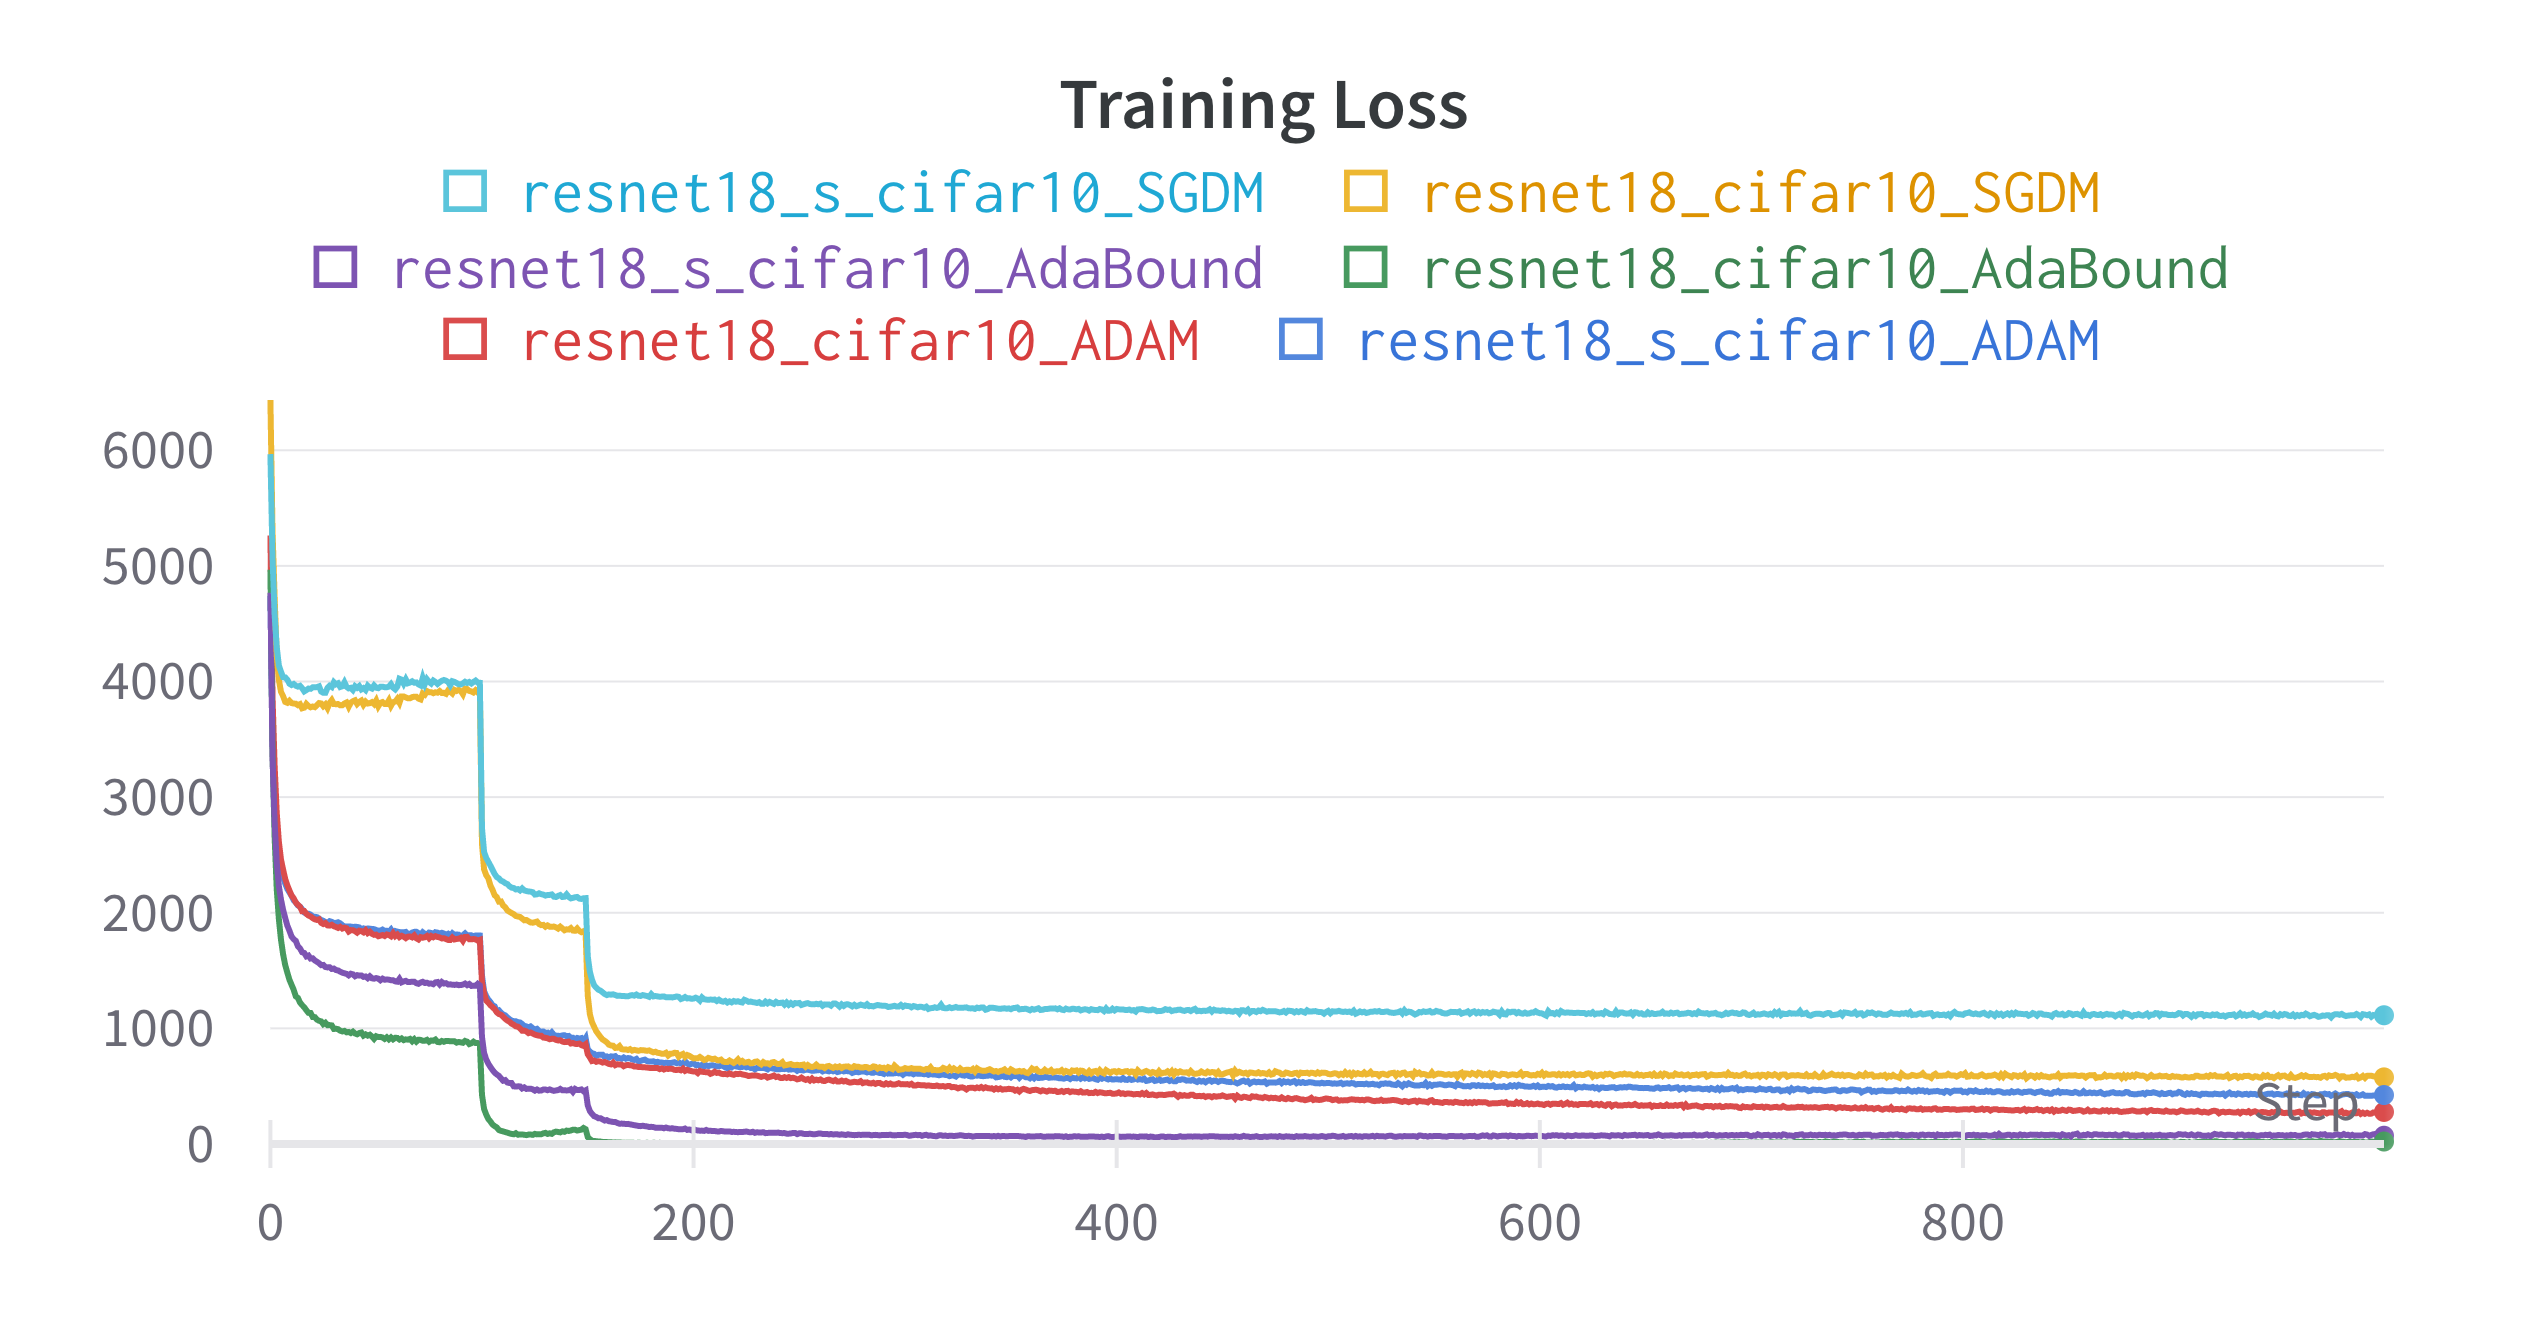 Training Loss
resnet18_s_cifar10_SGDM resnet18_cifar10_SGDM
resnet18_s_cifar10_AdaBound resnet18_cifar10_AdaBound
resnet18_cifar10_ADAM resnet18_s_cifar10_ADAM
6000
5000
4000
3000
2000
1000
Step
0
0 200 400 600 800